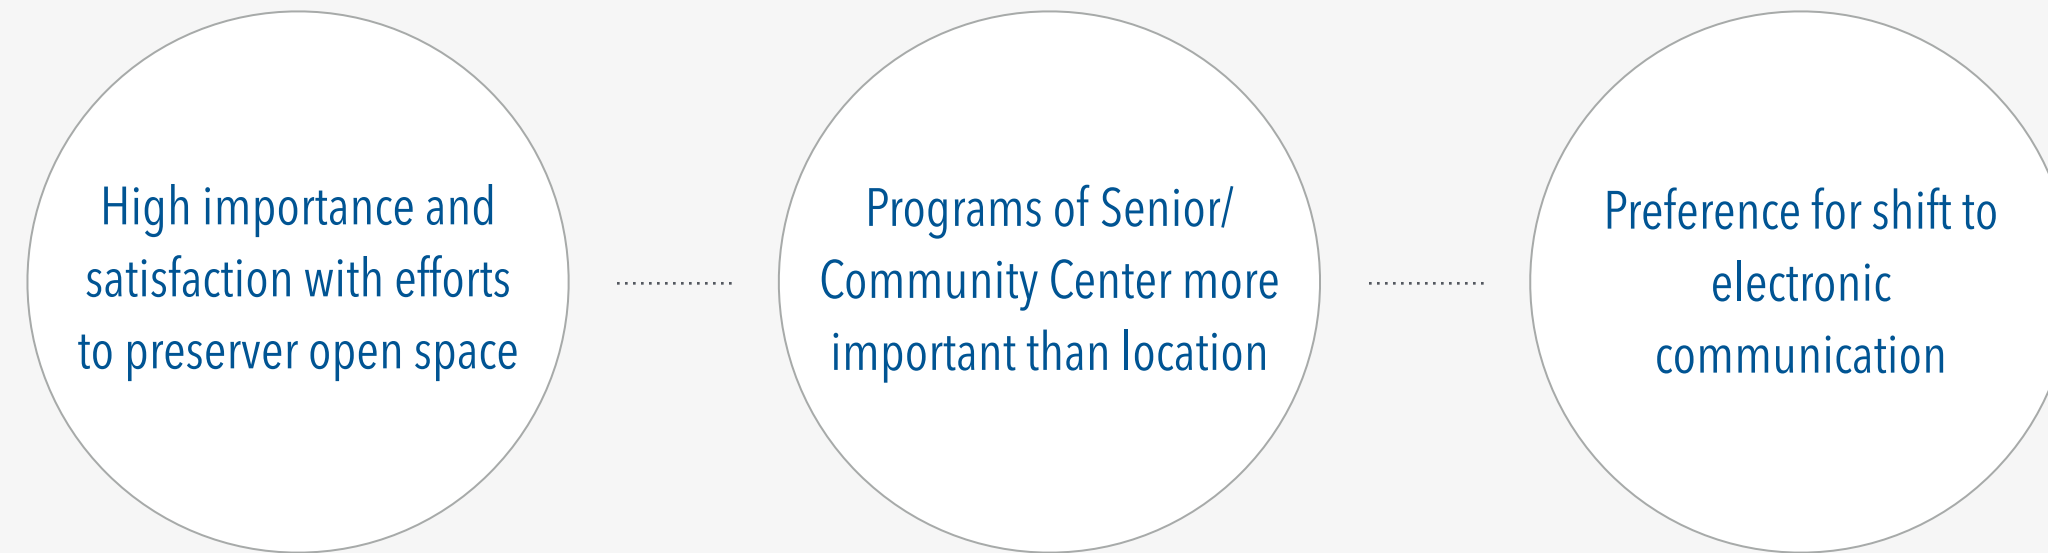 High importance and
satisfaction with efforts
to preserver open space
Programs of Senior/
Community Center more
important than location
Preference for shift to
electronic
communication